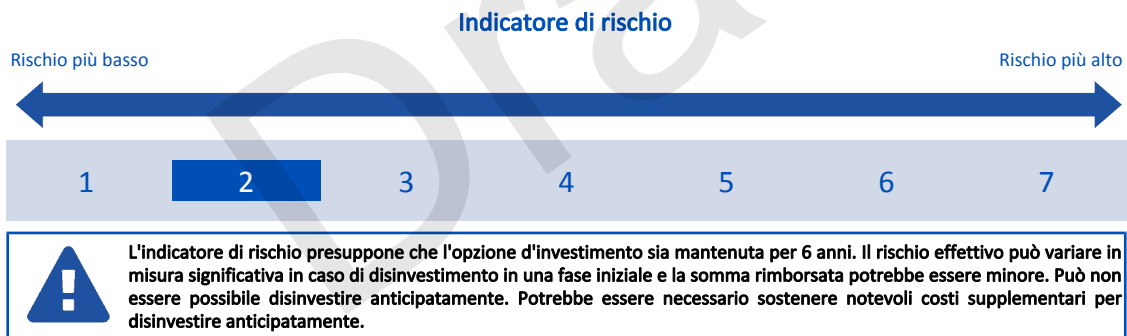 Indicatore di rischio
Rischio più basso
Rischio più alto
1 2 3 4 5 6 7
L'indicatore di rischio presuppone che l'opzione d'investimento sia mantenuta per 6 anni. Il rischio effettivo può variare in
misura significativa in caso di disinvestimento in una fase iniziale e la somma rimborsata potrebbe essere minore. Può non
essere possibile disinvestire anticipatamente. Potrebbe essere necessario sostenere notevoli costi supplementari per
disinvestire anticipatamente.